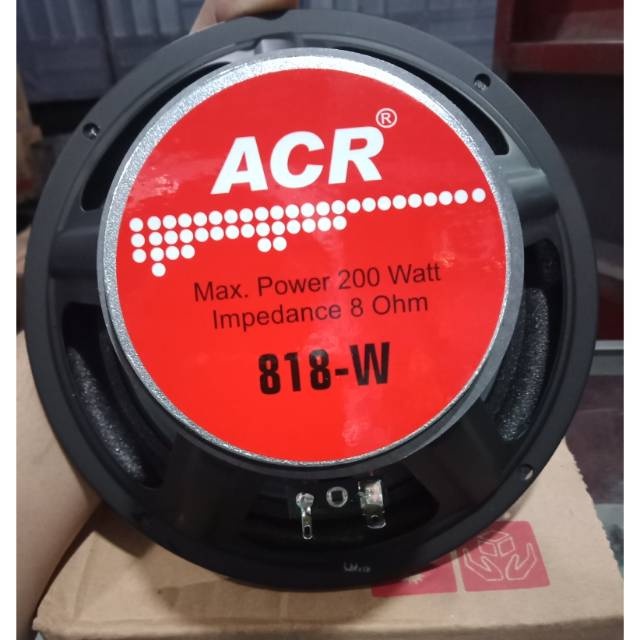 ACR®
Max. Power 200 Watt
Impedance 8 Ohm
818-W